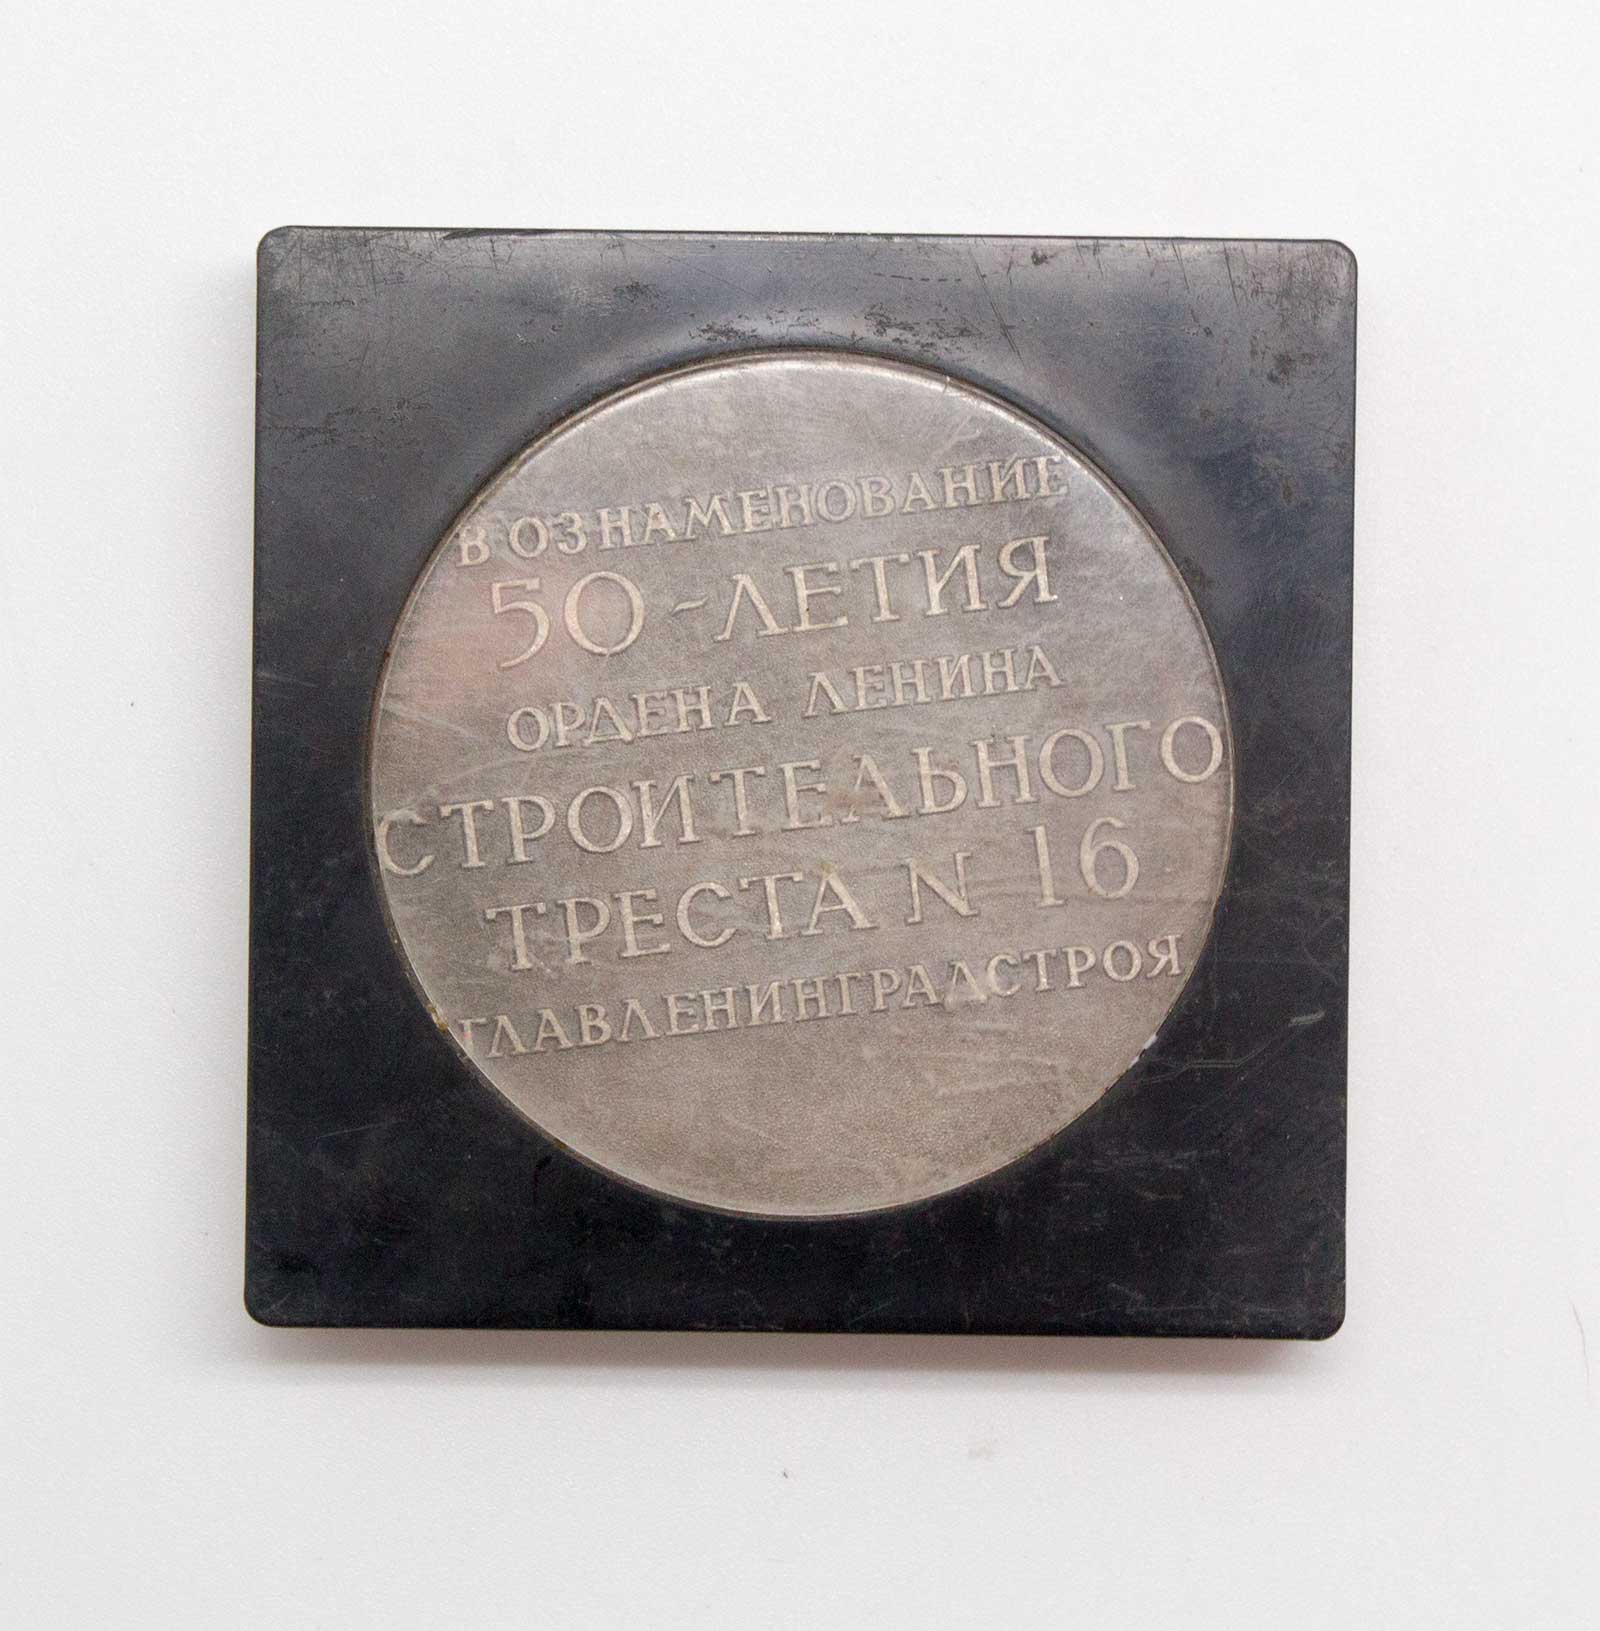 В ОЗНАМЕНОВАНИЕ
50-ЛЕТИЯ
ОРДЕНА ЛЕНИНА
СТРОИТЕЛЬНОГО
ТРЕСТА N 16
ГЛАВЛЕНИНГРАДСТРОЯ